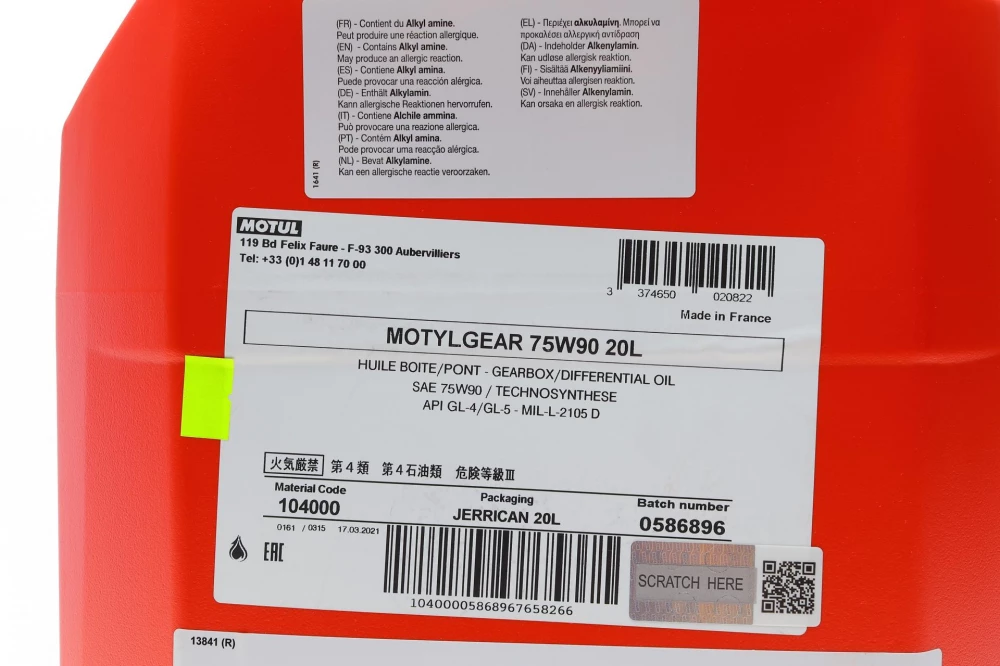 (FR) - Contient du Alkyl amine.
Peut produire une réaction allergique.
(EN) - Contains Alkyl amine.
May produce an allergic reaction.
(ES) - Contiene Alkyl amina.
Puede provocar una reacción alérgica.
(DE) - Enthält Alkylamin.
Kann allergische Reaktionen hervorrufen.
(IT) - Contiene Alchile ammina.
Può provocare una reazione allergica.
(PT) - Contém Alkyl amina.
Pode provocar uma reacção alérgica.
(NL) - Bevat Alkylamine.
Kan een allergische reactie veroorzaken.
(EL) - Περιέχει αλκυλαμίνη. Μπορεί να
προκαλέσει αλλεργική αντίδραση
(DA) - Indeholder Alkenylamin.
Kan udløse allergisk reaktion.
(FI) - Sisältää Alkenyyliamiini.
Voi aiheuttaa allergisen reaktion.
(SV) - Innehåller Alkenylamin.
Kan orsaka en allergisk reaktion.
1641 (R)
MOTUL
119 Bd Felix Faure - F-93 300 Aubervilliers
Tel: +33 (0)1 48 11 70 00
3 374650 020822
Made in France
MOTYLGEAR 75W90 20L
HUILE BOITE/PONT - GEARBOX/DIFFERENTIAL OIL
SAE 75W90 / TECHNOSYNTHESE
API GL-4/GL-5 - MIL-L-2105 D
火気厳禁 第4類 第4石油類 危険等級Ⅲ
Material Code Packaging Batch number
104000 JERRICAN 20L 0586896
0161 / 0315 17.03.2021
EAC
10400005868967658266
SCRATCH HERE
13841 (R)